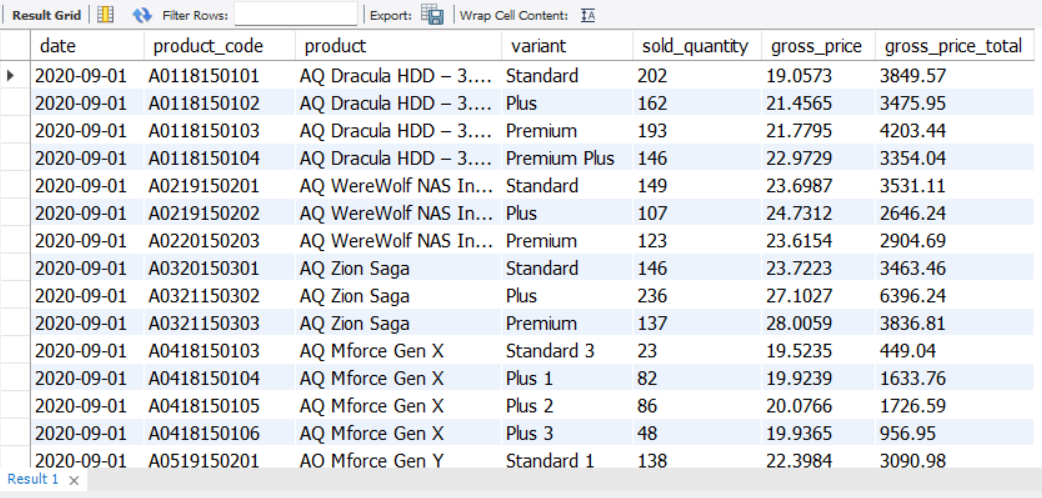 Result Grid Filter Rows: Export: Wrap Cell Content: IA
date product_code product variant sold_quantity gross_price gross_price_total
2020-09-01 A0118150101 AQ Dracula HDD – 3.... Standard 202 19.0573 3849.57
2020-09-01 A0118150102 AQ Dracula HDD – 3.... Plus 162 21.4565 3475.95
2020-09-01 A0118150103 AQ Dracula HDD – 3.... Premium 193 21.7795 4203.44
2020-09-01 A0118150104 AQ Dracula HDD – 3.... Premium Plus 146 22.9729 3354.04
2020-09-01 A0219150201 AQ WereWolf NAS In... Standard 149 23.6987 3531.11
2020-09-01 A0219150202 AQ WereWolf NAS In... Plus 107 24.7312 2646.24
2020-09-01 A0220150203 AQ WereWolf NAS In... Premium 123 23.6154 2904.69
2020-09-01 A0320150301 AQ Zion Saga Standard 146 23.7223 3463.46
2020-09-01 A0321150302 AQ Zion Saga Plus 236 27.1027 6396.24
2020-09-01 A0321150303 AQ Zion Saga Premium 137 28.0059 3836.81
2020-09-01 A0418150103 AQ Mforce Gen X Standard 3 23 19.5235 449.04
2020-09-01 A0418150104 AQ Mforce Gen X Plus 1 82 19.9239 1633.76
2020-09-01 A0418150105 AQ Mforce Gen X Plus 2 86 20.0766 1726.59
2020-09-01 A0418150106 AQ Mforce Gen X Plus 3 48 19.9365 956.95
2020-09-01 A0519150201 AQ Mforce Gen Y Standard 1 138 22.3984 3090.98
Result 1